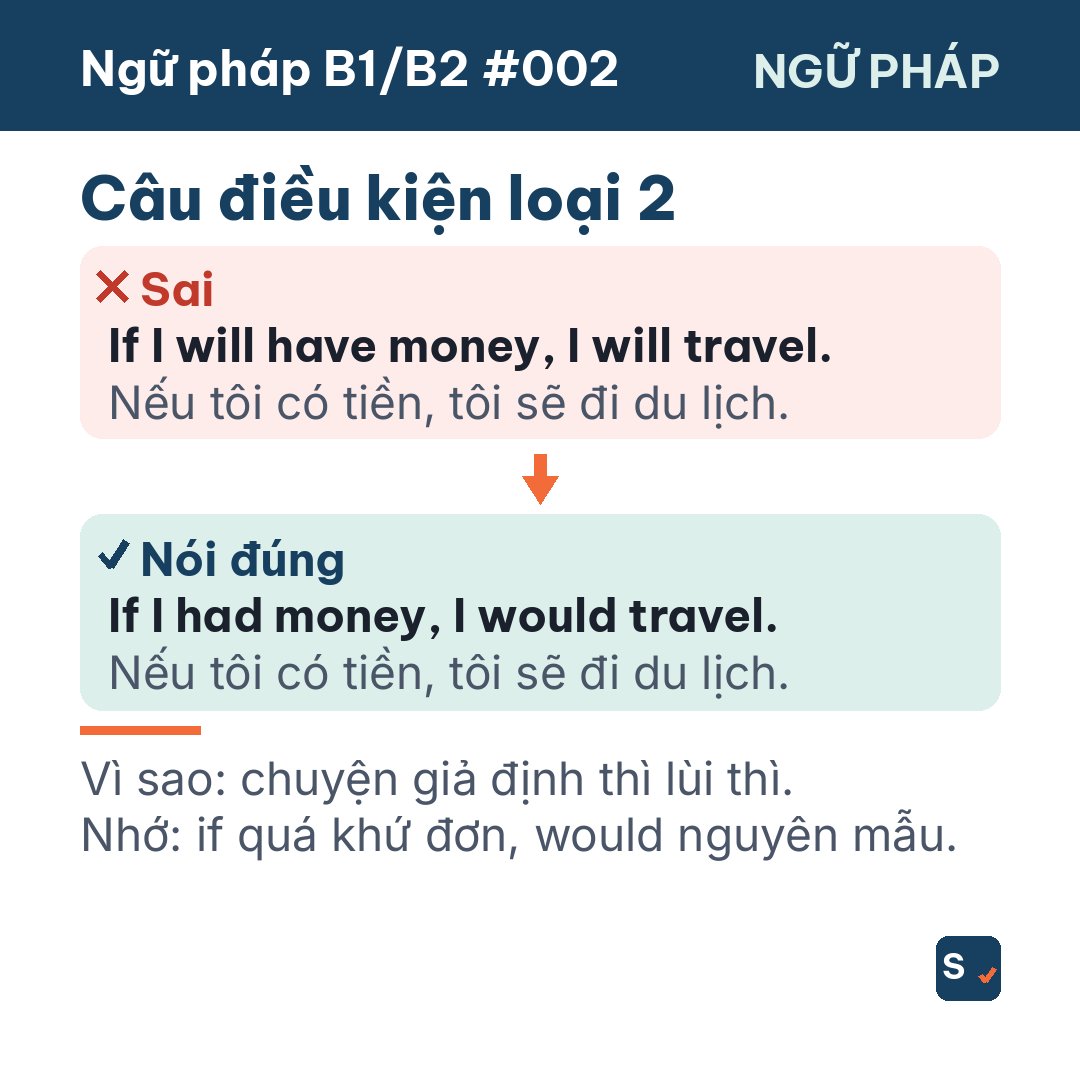 Ngữ pháp B1/B2 #002
NGỮ PHÁP
Câu điều kiện loại 2
Sai
If I will have money, I will travel.
Nếu tôi có tiền, tôi sẽ đi du lịch.
Nói đúng
If I had money, I would travel.
Nếu tôi có tiền, tôi sẽ đi du lịch.
Vì sao: chuyện giả định thì lùi thì.
Nhớ: if quá khứ đơn, would nguyên mẫu.
S